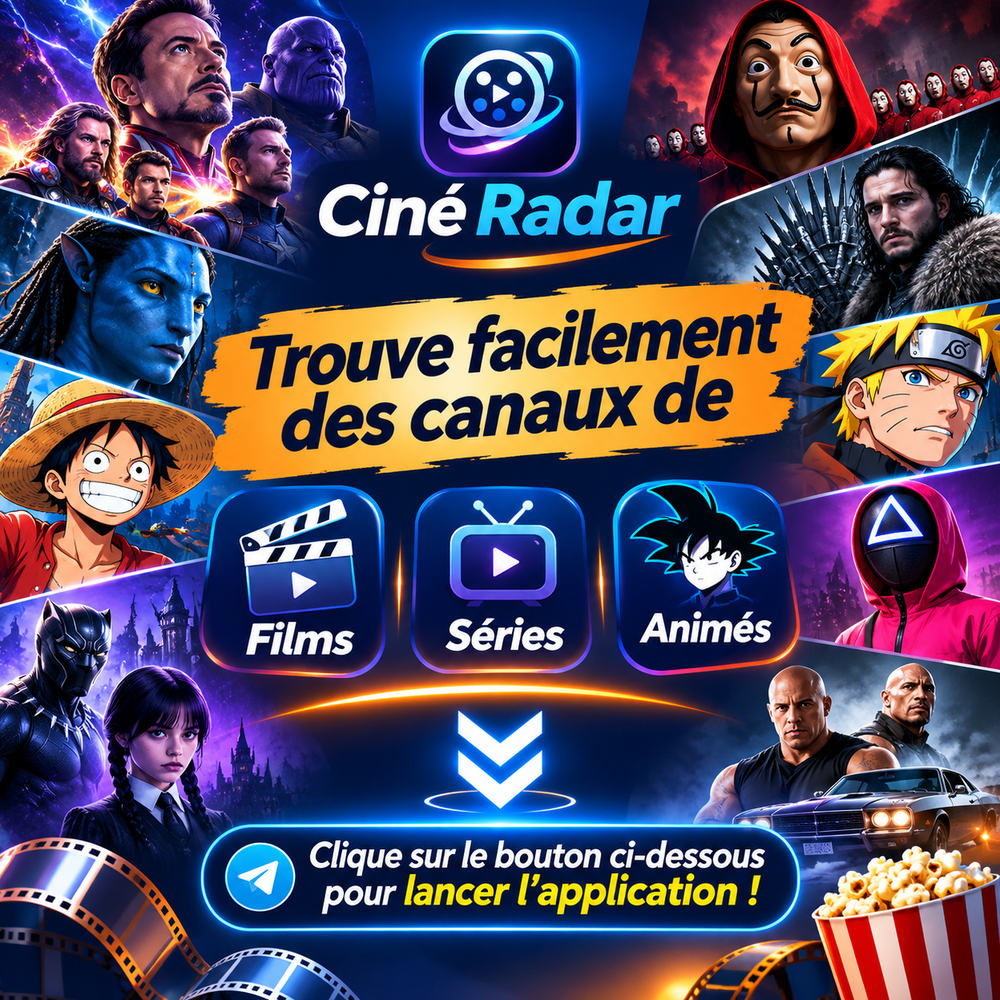 Ciné Radar
Trouve facilement
des canaux de
Films
Séries
Animés
Clique sur le bouton ci-dessous
pour lancer l'application !